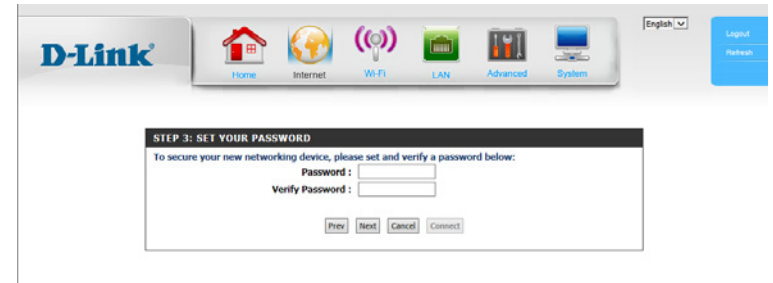 English
Logout
Refresh
D-Link
Home Internet Wi-Fi LAN Advanced System
STEP 3: SET YOUR PASSWORD
To secure your new networking device, please set and verify a password below:
Password :
Verify Password :
Prev Next Cancel Connect